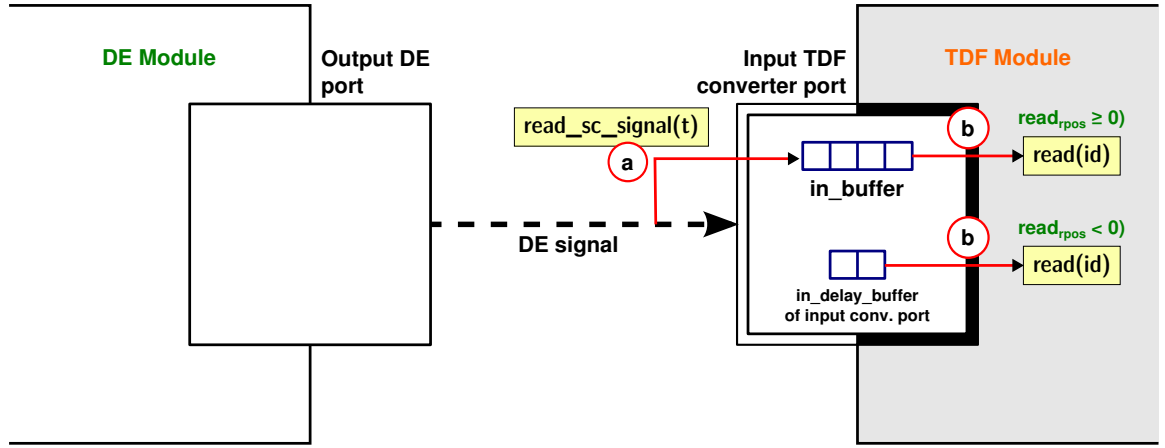 DE Module
Output DE
port
Input TDF
converter port
TDF Module
read_sc_signal(t)
a
b
read_rpos ≥ 0)
read(id)
in_buffer
DE signal
b
read_rpos < 0)
read(id)
in_delay_buffer
of input conv. port